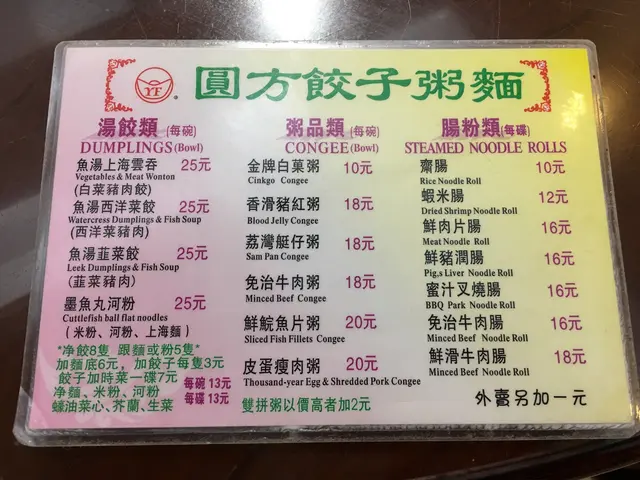 YF
®
圓方餃子粥麵
湯餃類(每碗)
DUMPLINGS(Bowl)
魚湯上海雲吞 25元
Vegetables & Meat Wonton
(白菜豬肉餃)
魚湯西洋菜餃 25元
Watercress Dumplings & Fish Soup
(西洋菜豬肉)
魚湯韮菜餃 25元
Leek Dumplings & Fish Soup
(韮菜豬肉)
墨魚丸河粉 25元
Cuttlefish ball flat noodles
(米粉、河粉、上海麵)
*净餃8隻 跟麵或粉5隻*
加麵底6元，加餃子每隻3元
餃子加時菜一碟7元
净麵、米粉、河粉 每碗 13元
蠔油菜心、芥蘭、生菜 每碟 13元
粥品類(每碗)
CONGEE(Bowl)
金牌白菓粥 10元
Cinkgo Congee
香滑豬紅粥 18元
Blood Jelly Congee
荔灣艇仔粥 18元
Sam Pan Congee
免治牛肉粥 18元
Minced Beef Congee
鮮鯇魚片粥 20元
Sliced Fish Fillets Congee
皮蛋瘦肉粥 20元
Thousand-year Egg & Shredded Pork Congee
雙拼粥以價高者加2元
腸粉類(每碟)
STEAMED NOODLE ROLLS
齋腸 10元
Rice Noodle Roll
蝦米腸 12元
Dried Shrimp Noodle Roll
鮮肉片腸 16元
Meat Noodle Roll
鮮豬潤腸 16元
Pig,s Liver Noodle Roll
蜜汁叉燒腸 16元
BBQ Park Noodle Roll
免治牛肉腸 16元
Minced Beef Noodle Roll
鮮滑牛肉腸 18元
Minced Beef Noodle Roll
外賣另加一元